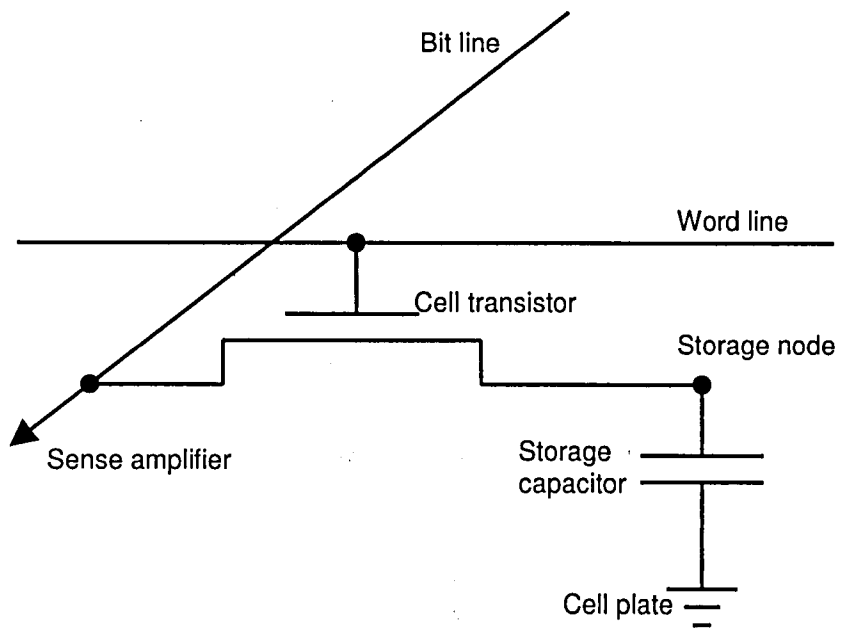 Bit line
Word line
Cell transistor
Storage node
Sense amplifier
Storage
capacitor
Cell plate